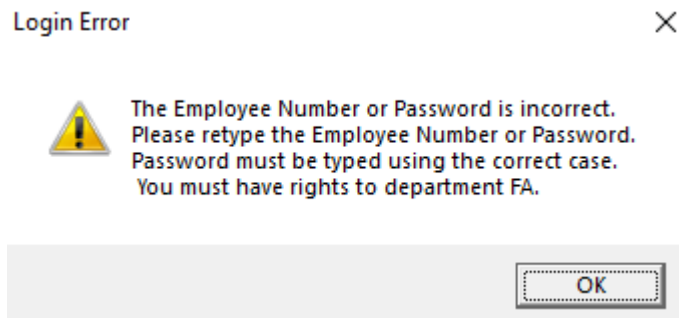 Login Error
The Employee Number or Password is incorrect.
Please retype the Employee Number or Password.
Password must be typed using the correct case.
You must have rights to department FA.
OK